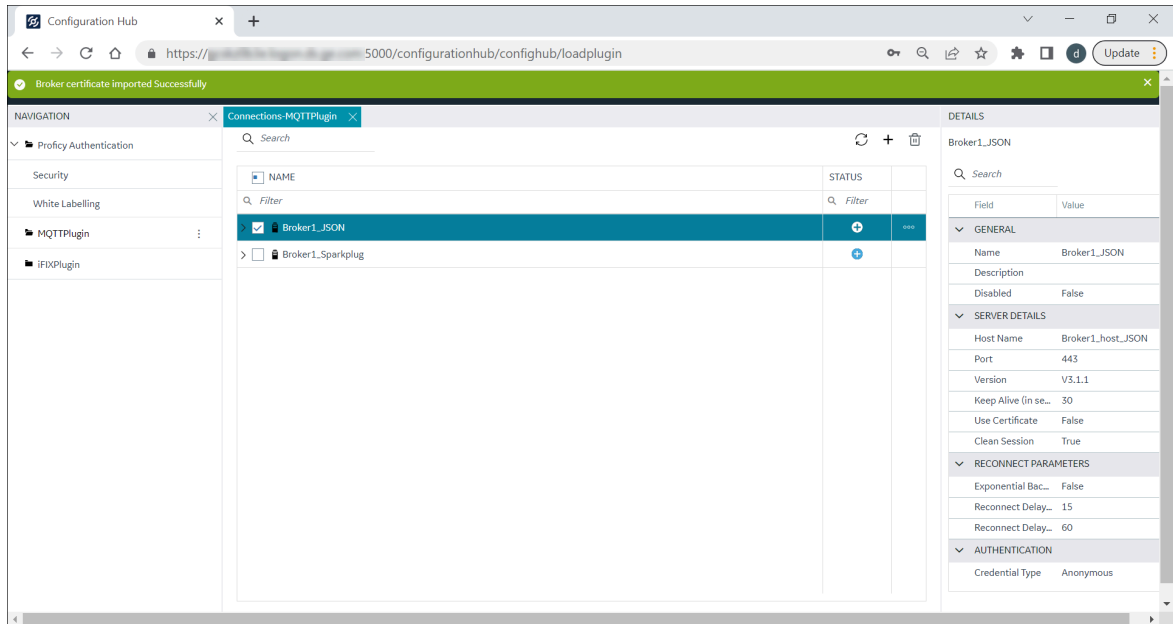 Configuration Hub
https://
5000/configurationhub/confighub/loadplugin
d
Update
Broker certificate imported Successfully
NAVIGATION
Proficy Authentication
Security
White Labelling
MQTTPlugin
iFIXPlugin
Connections-MQTTPlugin
Search
NAME
STATUS
Filter
Filter
Broker1_JSON
Broker1_Sparkplug
DETAILS
Broker1_JSON
Search
Field Value
GENERAL
Name Broker1_JSON
Description
Disabled False
SERVER DETAILS
Host Name Broker1_host_JSON
Port 443
Version V3.1.1
Keep Alive (in se... 30
Use Certificate False
Clean Session True
RECONNECT PARAMETERS
Exponential Bac... False
Reconnect Delay... 15
Reconnect Delay... 60
AUTHENTICATION
Credential Type Anonymous